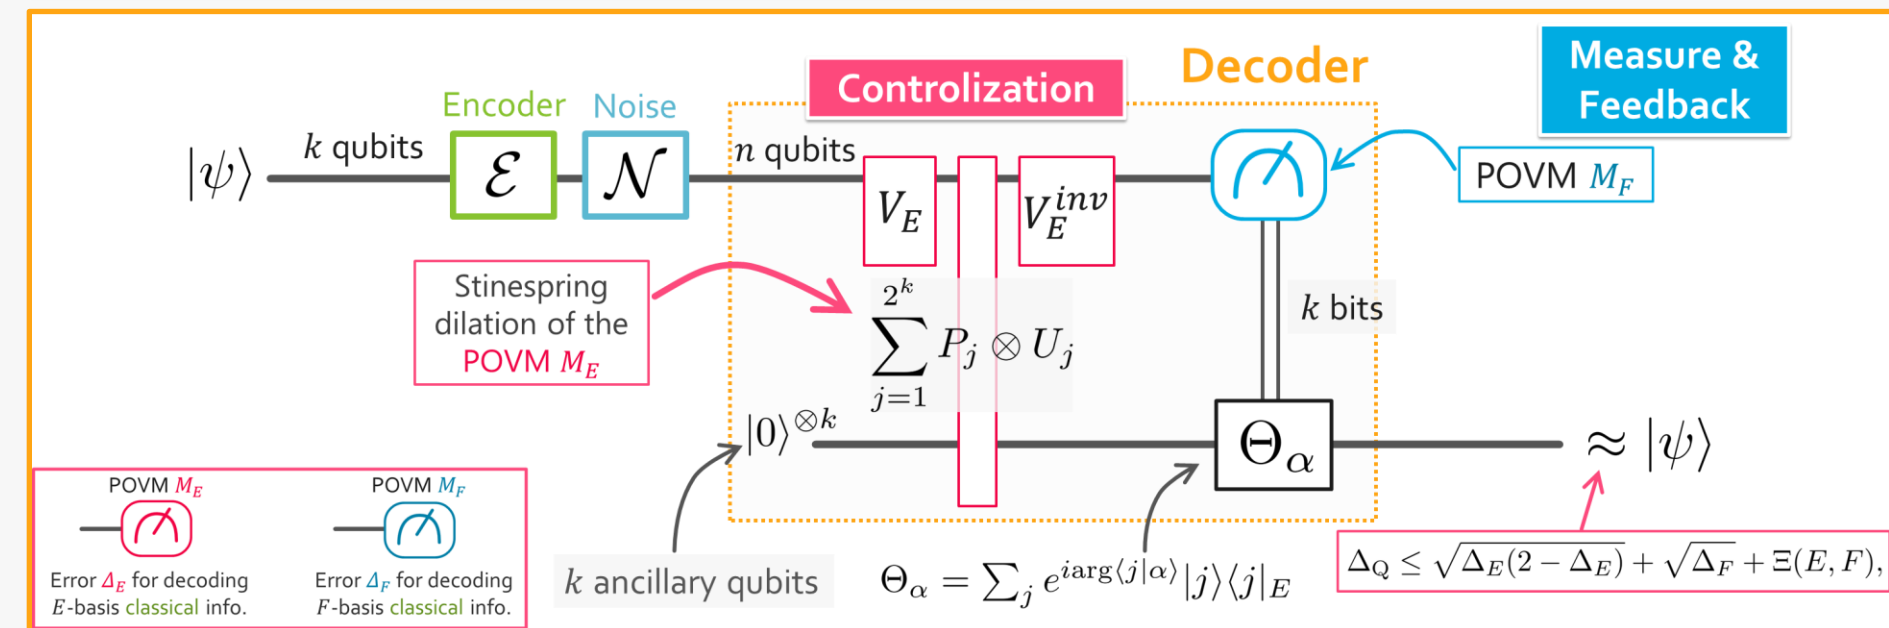 Controlization
Decoder
Measure &
Feedback
Encoder
Noise
|ψ⟩
k qubits
ℰ
𝒩
n qubits
V_E
V_E^{inv}
POVM M_F
Stinespring
dilation of the
POVM M_E
\sum_{j=1}^{2^k} P_j ⊗ U_j
k bits
|0⟩^{⊗k}
Θ_α
≈ |ψ⟩
POVM M_E
POVM M_F
Error Δ_E for decoding
E-basis classical info.
Error Δ_F for decoding
F-basis classical info.
k ancillary qubits
Θ_α = ∑_j e^{i arg⟨j|α⟩} |j⟩⟨j|_E
Δ_Q ≤ √(Δ_E(2 − Δ_E)) + √(Δ_F) + Ξ(E, F),